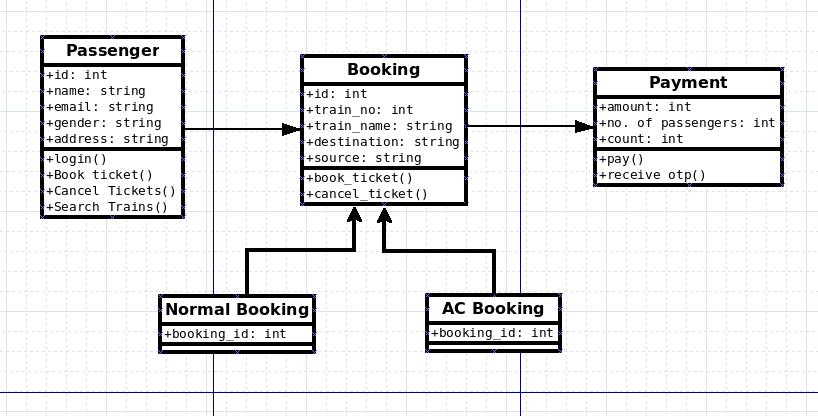 Passenger
+id: int
+name: string
+email: string
+gender: string
+address: string
+login()
+Book ticket()
+Cancel Tickets()
+Search Trains()
Booking
+id: int
+train_no: int
+train_name: string
+destination: string
+source: string
+book_ticket()
+cancel_ticket()
Payment
+amount: int
+no. of passengers: int
+count: int
+pay()
+receive otp()
Normal Booking
+booking_id: int
AC Booking
+booking_id: int